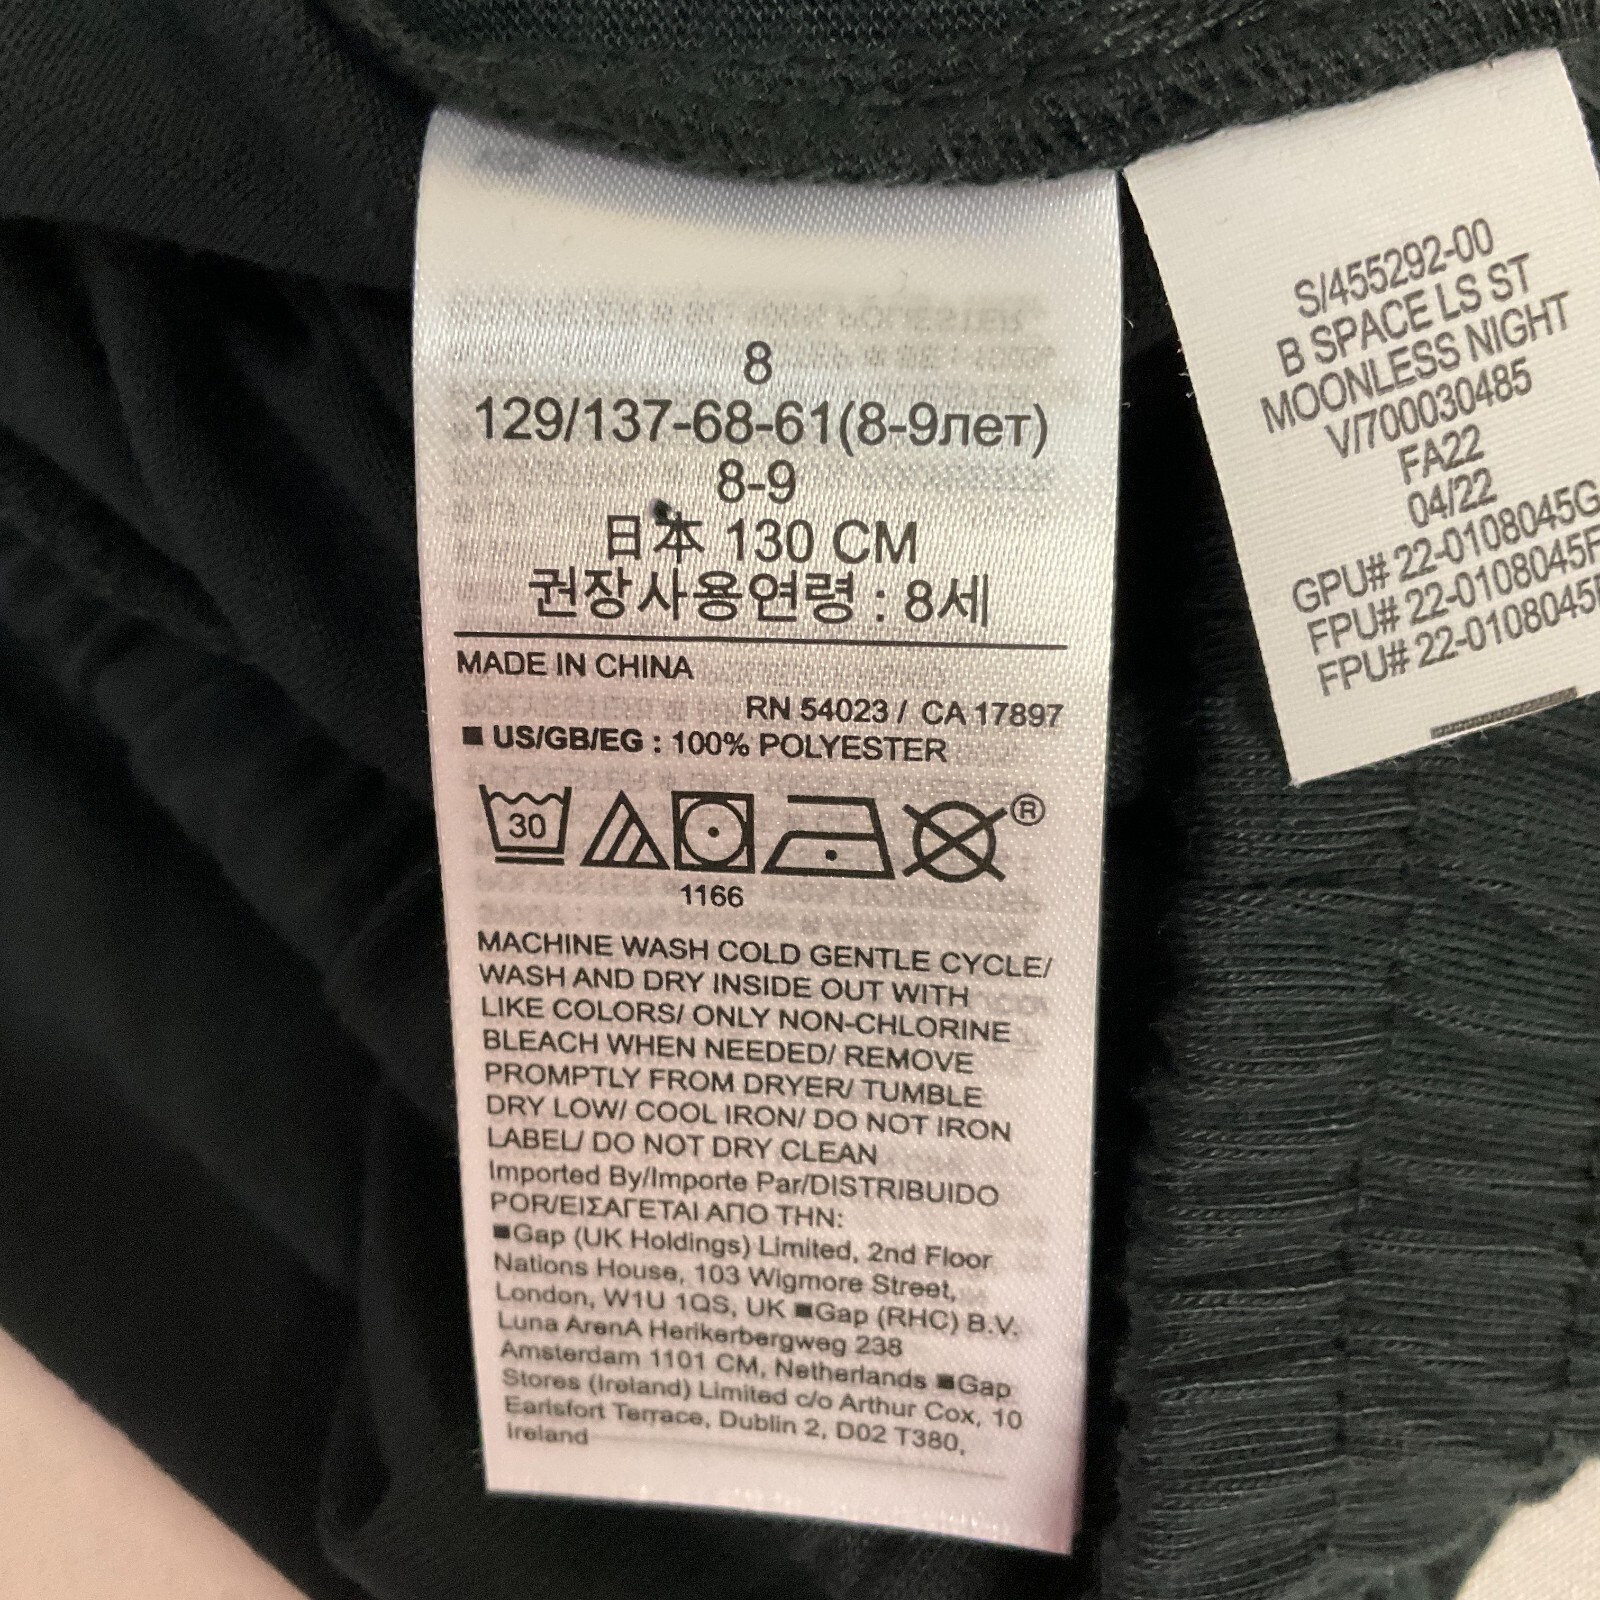 8
129/137-68-61(8-9лет)
8-9
日本 130 CM
권장사용연령 : 8세
MADE IN CHINA
RN 54023 / CA 17897
■ US/GB/EG : 100% POLYESTER
30
®
1166
MACHINE WASH COLD GENTLE CYCLE/
WASH AND DRY INSIDE OUT WITH
LIKE COLORS/ ONLY NON-CHLORINE
BLEACH WHEN NEEDED/ REMOVE
PROMPTLY FROM DRYER/ TUMBLE
DRY LOW/ COOL IRON/ DO NOT IRON
LABEL/ DO NOT DRY CLEAN
Imported By/Importe Par/DISTRIBUIDO
POR/ΕΙΣΑΓΕΤΑΙ ΑΠΟ ΤΗΝ:
■Gap (UK Holdings) Limited, 2nd Floor
Nations House, 103 Wigmore Street,
London, W1U 1QS, UK ■Gap (RHC) B.V.
Luna ArenA Herikerbergweg 238
Amsterdam 1101 CM, Netherlands ■Gap
Stores (Ireland) Limited c/o Arthur Cox, 10
Earlsfort Terrace, Dublin 2, D02 T380,
Ireland
S/455292-00
B SPACE LS ST
MOONLESS NIGHT
V/700030485
FA22
04/22
GPU# 22-0108045G
FPU# 22-0108045F
FPU# 22-0108045